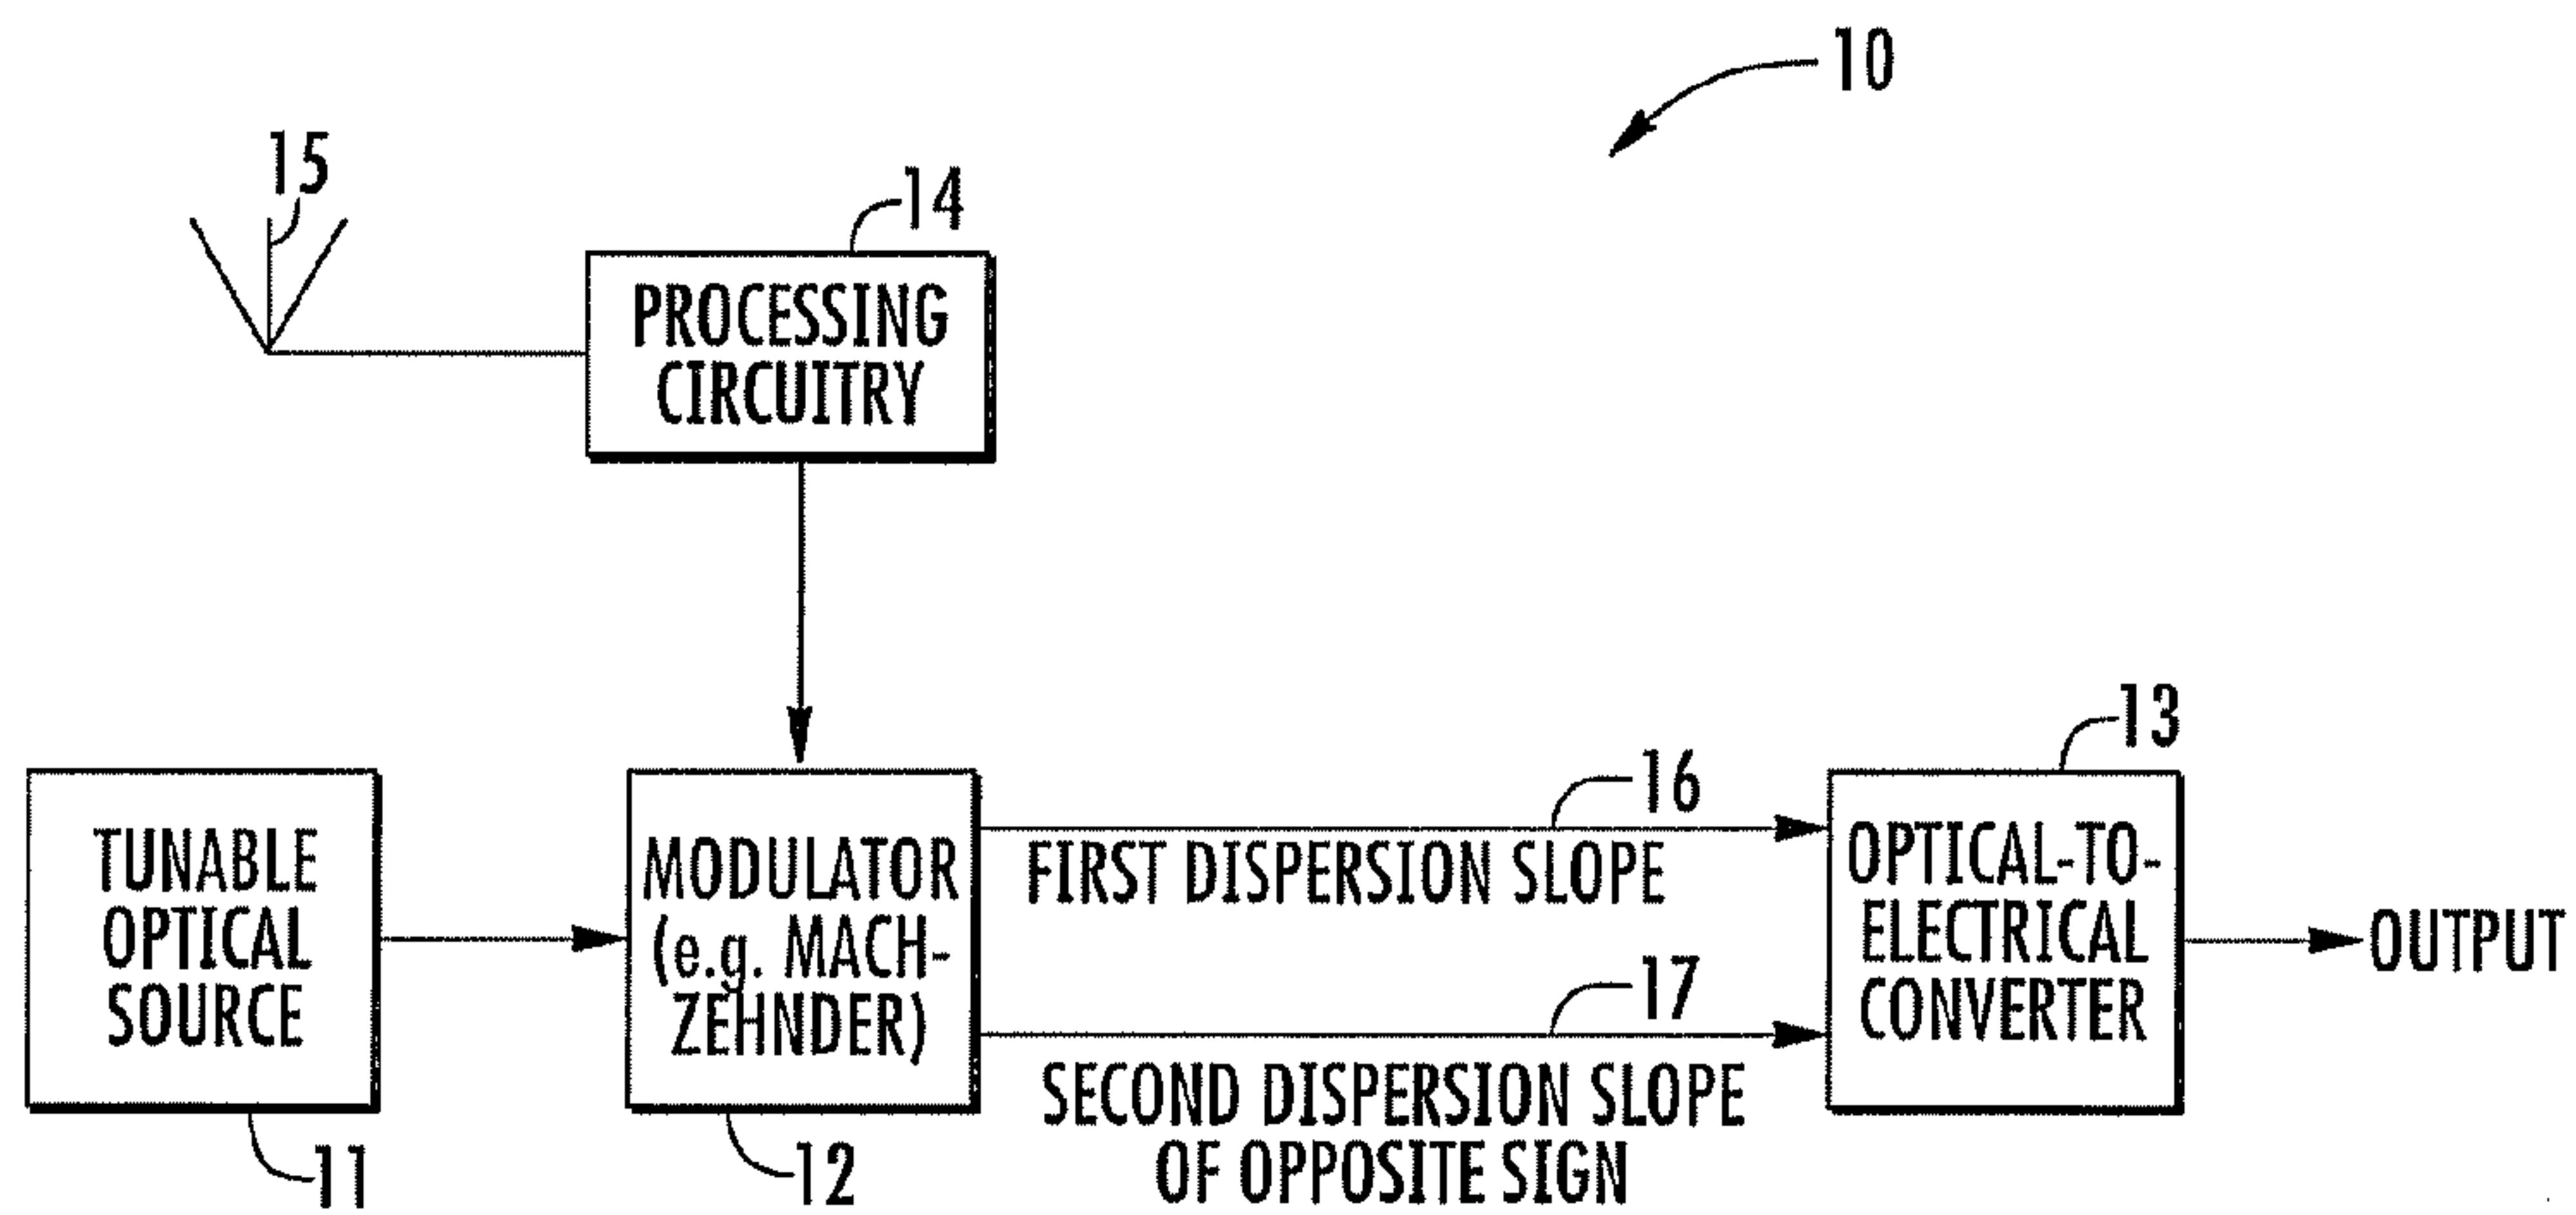 10
15
14
PROCESSING
CIRCUITRY
13
16
TUNABLE
OPTICAL
SOURCE
MODULATOR
(e.g. MACH-
ZEHNDER)
FIRST DISPERSION SLOPE
OPTICAL-TO-
ELECTRICAL
CONVERTER
OUTPUT
17
SECOND DISPERSION SLOPE
OF OPPOSITE SIGN
11
12